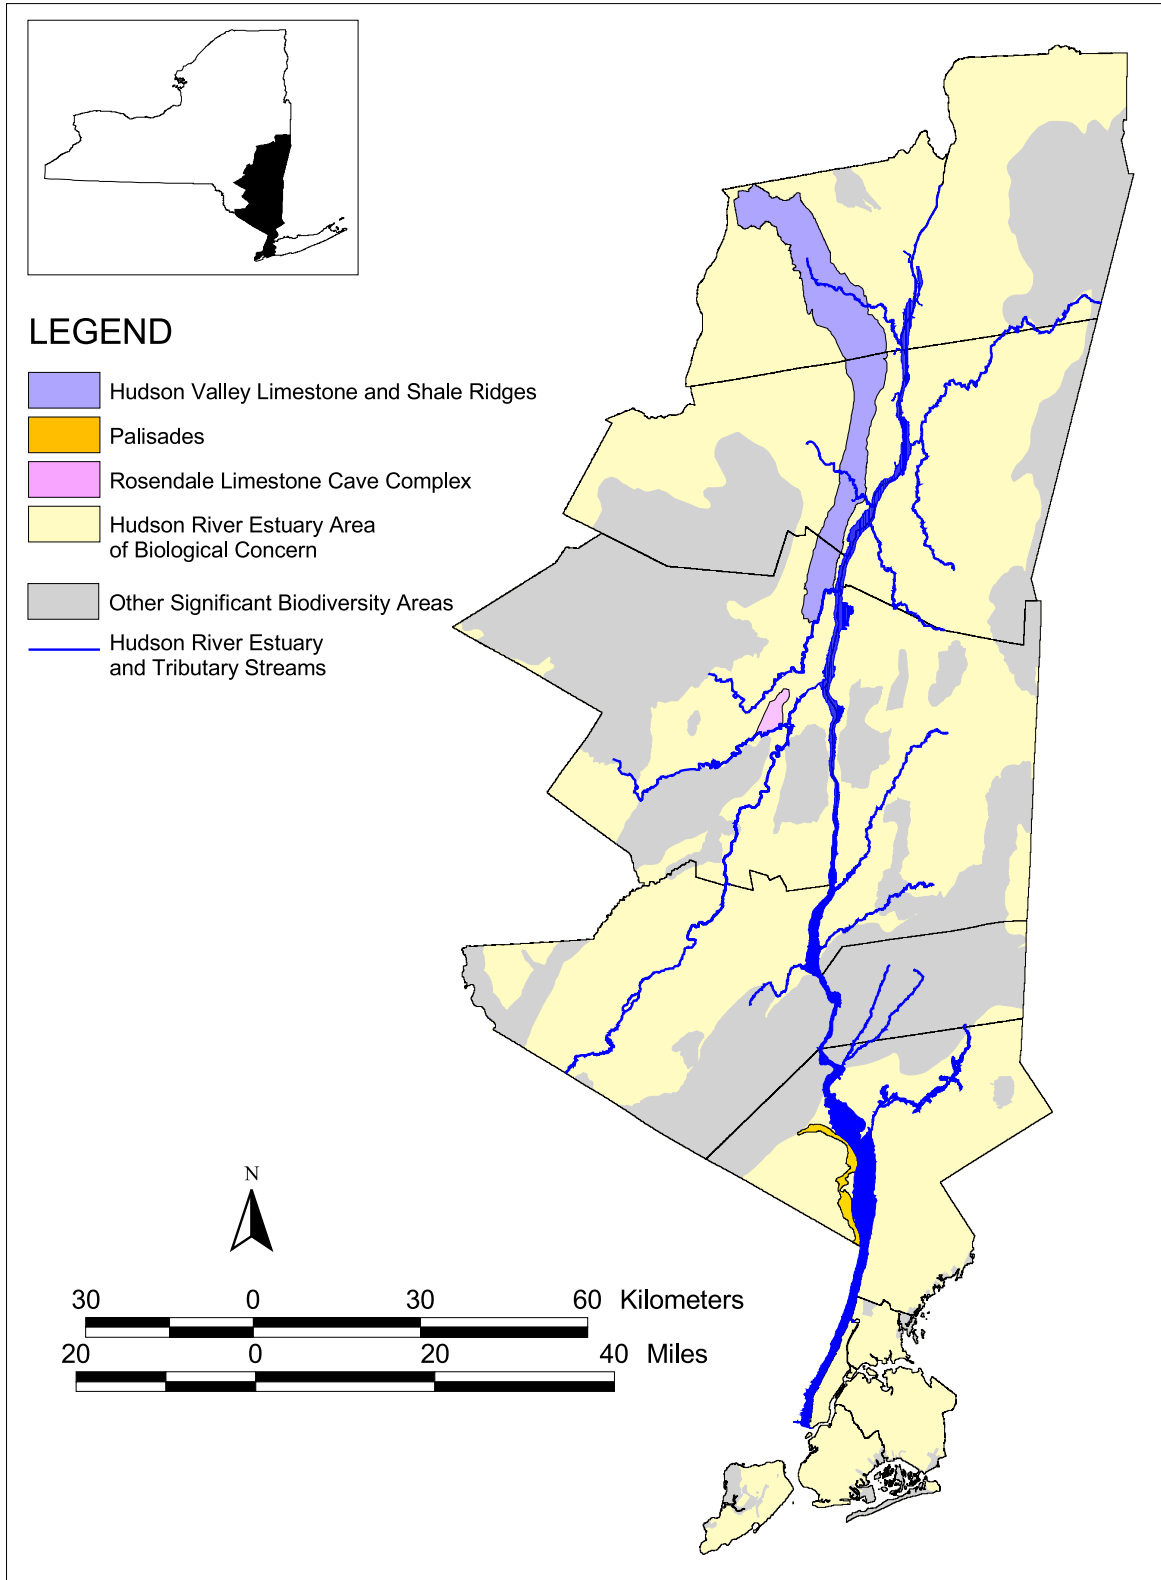 LEGEND
Hudson Valley Limestone and Shale Ridges
Palisades
Rosendale Limestone Cave Complex
Hudson River Estuary Area
of Biological Concern
Other Significant Biodiversity Areas
Hudson River Estuary
and Tributary Streams
N
30 0 30 60 Kilometers
20 0 20 40 Miles